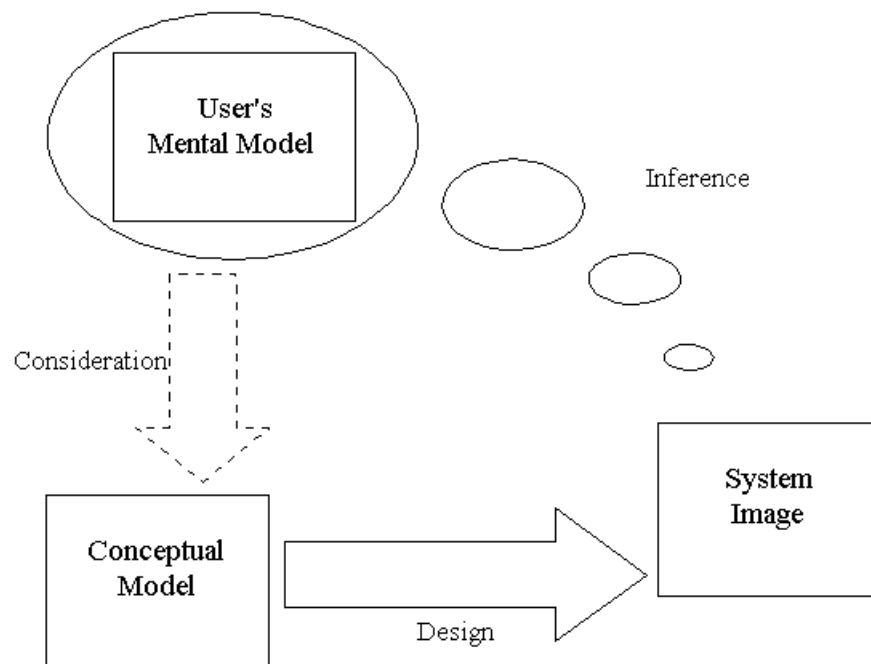 User's
Mental Model
Inference
Consideration
System
Image
Conceptual
Model
Design